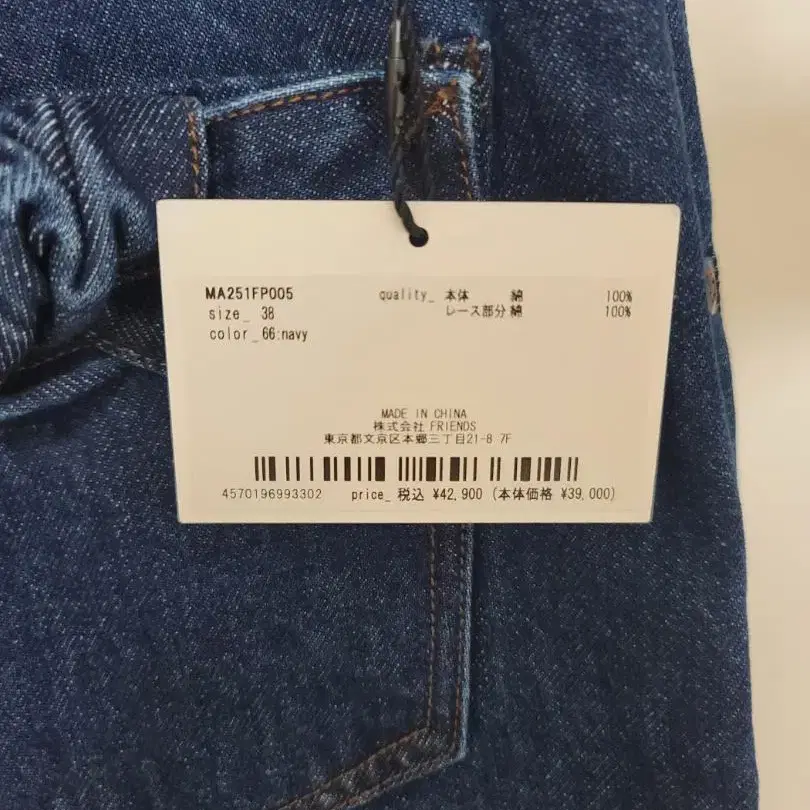 MA251FP005
size_ 38
color_66:navy
quality_ 本体 綿 100%
レース部分 綿 100%
MADE IN CHINA
株式会社 FRIENDS
東京都文京区本郷三丁目21-8 7F
4570196993302 price_ 税込 ¥42,900 (本体価格 ¥39,000)